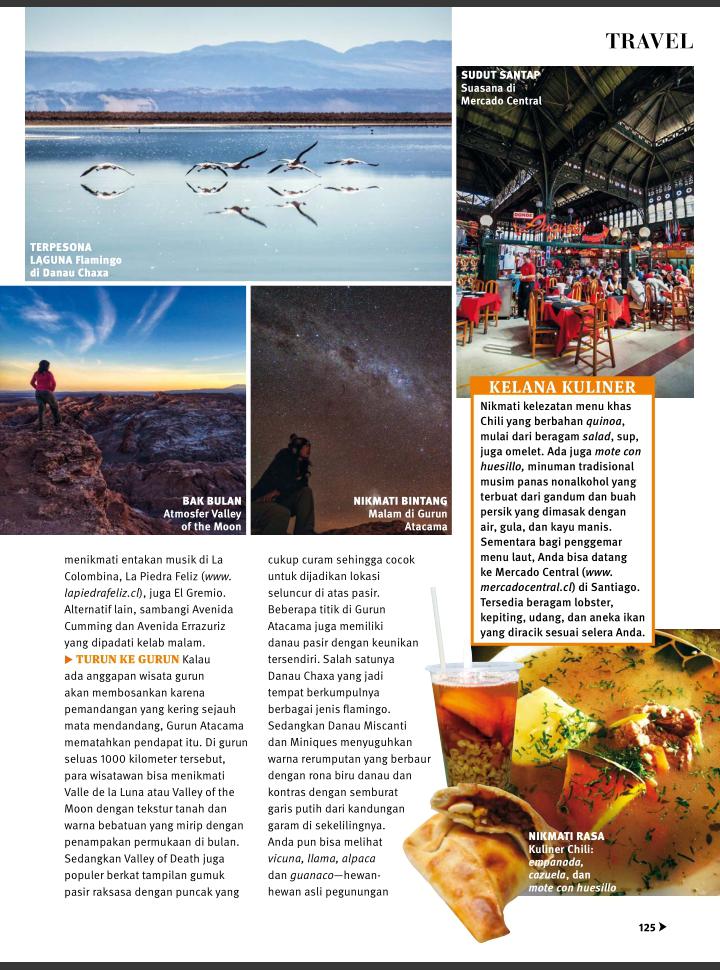 TRAVEL
SUDUT SANTAP
Suasana di
Mercado Central
TERPESONA
LAGUNA Flamingo
di Danau Chaxa
BAK BULAN
Atmosfer Valley
of the Moon
NIKMATI BINTANG
Malam di Gurun
Atacama
KELANA KULINER
Nikmati kelezatan menu khas
Chili yang berbahan quinoa,
mulai dari beragam salad, sup,
juga omelet. Ada juga mote con
huesillo, minuman tradisional
musim panas nonalkohol yang
terbuat dari gandum dan buah
persik yang dimasak dengan
air, gula, dan kayu manis.
Sementara bagi penggemar
menu laut, Anda bisa datang
ke Mercado Central (www.
mercadocentral.cl) di Santiago.
Tersedia beragam lobster,
kepiting, udang, dan aneka ikan
yang diracik sesuai selera Anda.
menikmati entakan musik di La
Colombina, La Piedra Feliz (www.
lapiedrafeliz.cl), juga El Gremio.
Alternatif lain, sambangi Avenida
Cumming dan Avenida Errazuriz
yang dipadati kelab malam.
▶ TURUN KE GURUN Kalau
ada anggapan wisata gurun
akan membosankan karena
pemandangan yang kering sejauh
mata mendandang, Gurun Atacama
mematahkan pendapat itu. Di gurun
seluas 1000 kilometer tersebut,
para wisatawan bisa menikmati
Valle de la Luna atau Valley of the
Moon dengan tekstur tanah dan
warna bebatuan yang mirip dengan
penampakan permukaan di bulan.
Sedangkan Valley of Death juga
populer berkat tampilan gumuk
pasir raksasa dengan puncak yang
cukup curam sehingga cocok
untuk dijadikan lokasi
seluncur di atas pasir.
Beberapa titik di Gurun
Atacama juga memiliki
danau pasir dengan keunikan
tersendiri. Salah satunya
Danau Chaxa yang jadi
tempat berkumpulnya
berbagai jenis flamingo.
Sedangkan Danau Miscanti
dan Miniques menyuguhkan
warna rerumputan yang berbaur
dengan rona biru danau dan
kontras dengan semburat
garis putih dari kandungan
garam di sekelilingnya.
Anda pun bisa melihat
vicuna, llama, alpaca
dan guanaco—hewan-
hewan asli pegunungan
NIKMATI RASA
Kuliner Chili:
empanada,
cazuela, dan
mote con huesillo
125